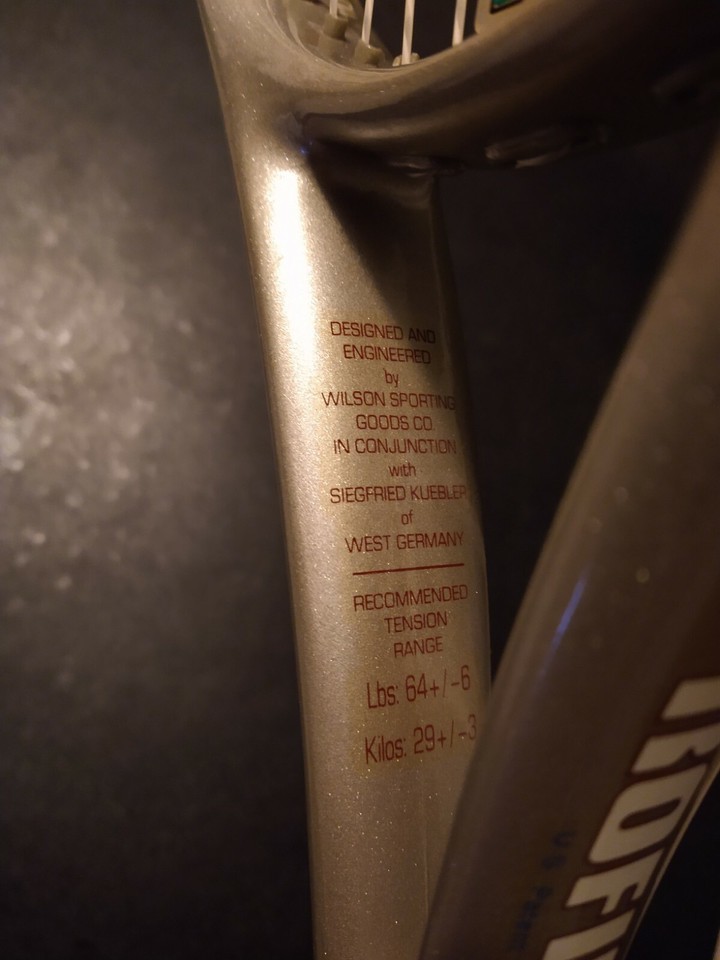 DESIGNED AND
ENGINEERED
by
WILSON SPORTING
GOODS CO.
IN CONJUNCTION
with
SIEGFRIED KUEBLER
of
WEST GERMANY
RECOMMENDED
TENSION
RANGE
Lbs: 64+/-6
Kilos: 29+/-3